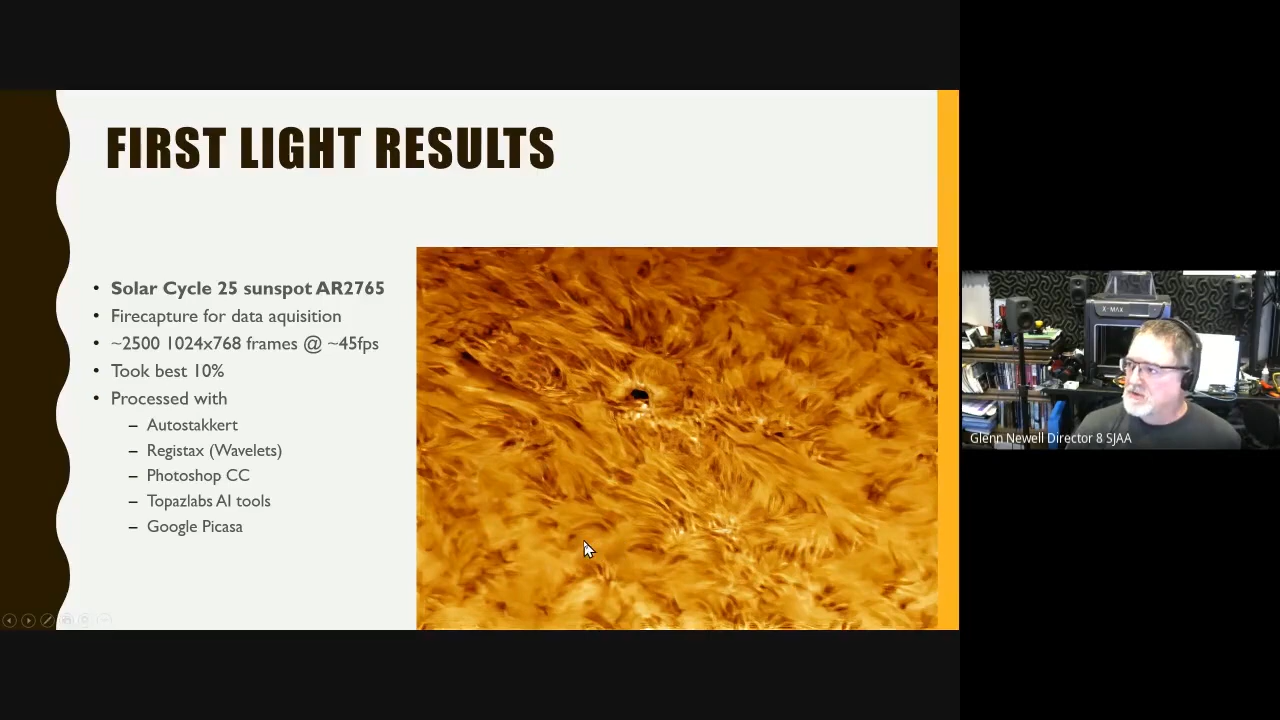 FIRST LIGHT RESULTS
• Solar Cycle 25 sunspot AR2765
• Firecapture for data aquisition
• ~2500 1024x768 frames @ ~45fps
• Took best 10%
• Processed with
– Autostakkert
– Registax (Wavelets)
– Photoshop CC
– Topazlabs AI tools
– Google Picasa
X-MAX
Glenn Newell Director 8 SJAA